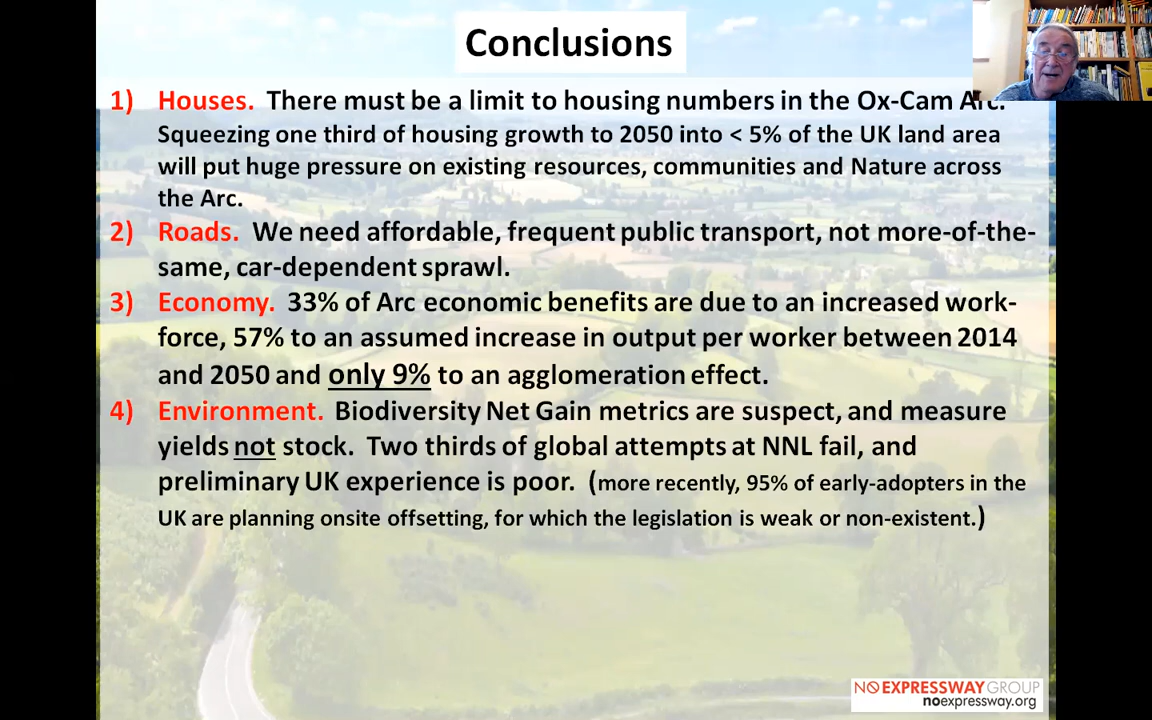 Conclusions
1) Houses. There must be a limit to housing numbers in the Ox-Cam Arc.
Squeezing one third of housing growth to 2050 into < 5% of the UK land area
will put huge pressure on existing resources, communities and Nature across
the Arc.
2) Roads. We need affordable, frequent public transport, not more-of-the-
same, car-dependent sprawl.
3) Economy. 33% of Arc economic benefits are due to an increased work-
force, 57% to an assumed increase in output per worker between 2014
and 2050 and only 9% to an agglomeration effect.
4) Environment. Biodiversity Net Gain metrics are suspect, and measure
yields not stock. Two thirds of global attempts at NNL fail, and
preliminary UK experience is poor. (more recently, 95% of early-adopters in the
UK are planning onsite offsetting, for which the legislation is weak or non-existent.)
NO EXPRESSWAY GROUP
noexpressway.org